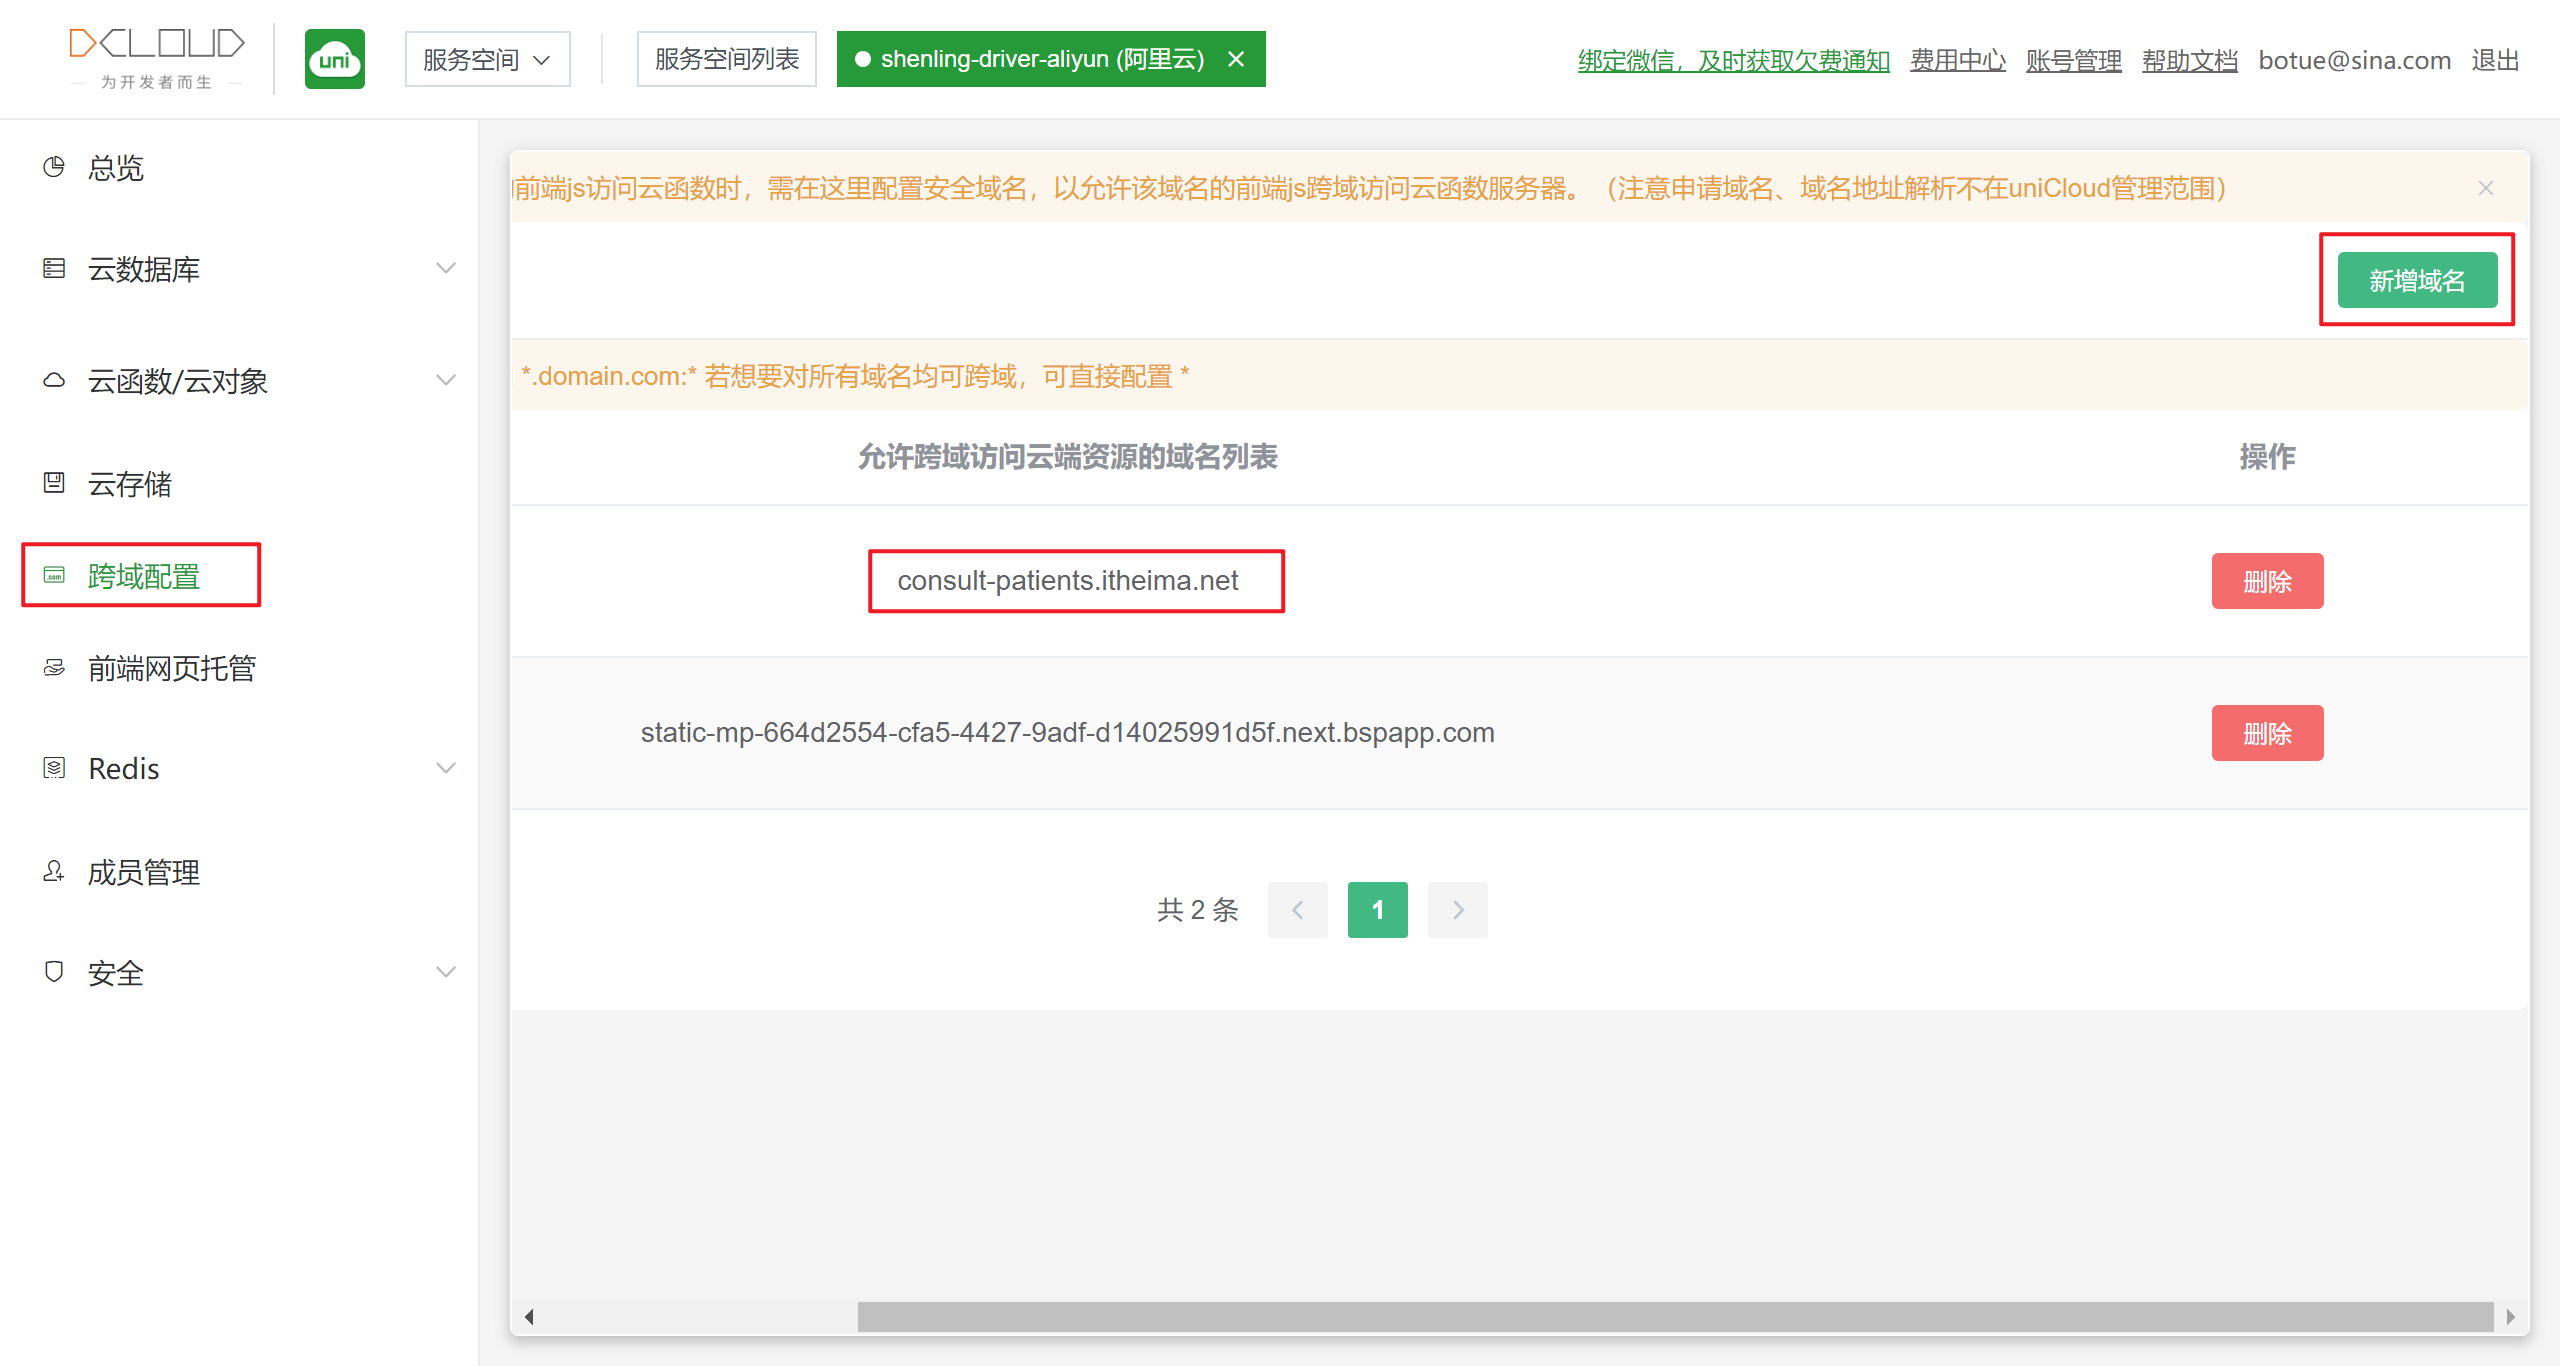 DCLOUD
为开发者而生
uni
服务空间
服务空间列表
shenling-driver-aliyun (阿里云)
绑定微信，及时获取欠费通知
费用中心
账号管理
帮助文档
botue@sina.com
退出
总览
云数据库
云函数/云对象
云存储
.com
跨域配置
前端网页托管
Redis
成员管理
安全
前端js访问云函数时，需在这里配置安全域名，以允许该域名的前端js跨域访问云函数服务器。（注意申请域名、域名地址解析不在uniCloud管理范围）
新增域名
*.domain.com:* 若想要对所有域名均可跨域，可直接配置 *
允许跨域访问云端资源的域名列表
操作
consult-patients.itheima.net
删除
static-mp-664d2554-cfa5-4427-9adf-d14025991d5f.next.bspapp.com
删除
共 2 条
1